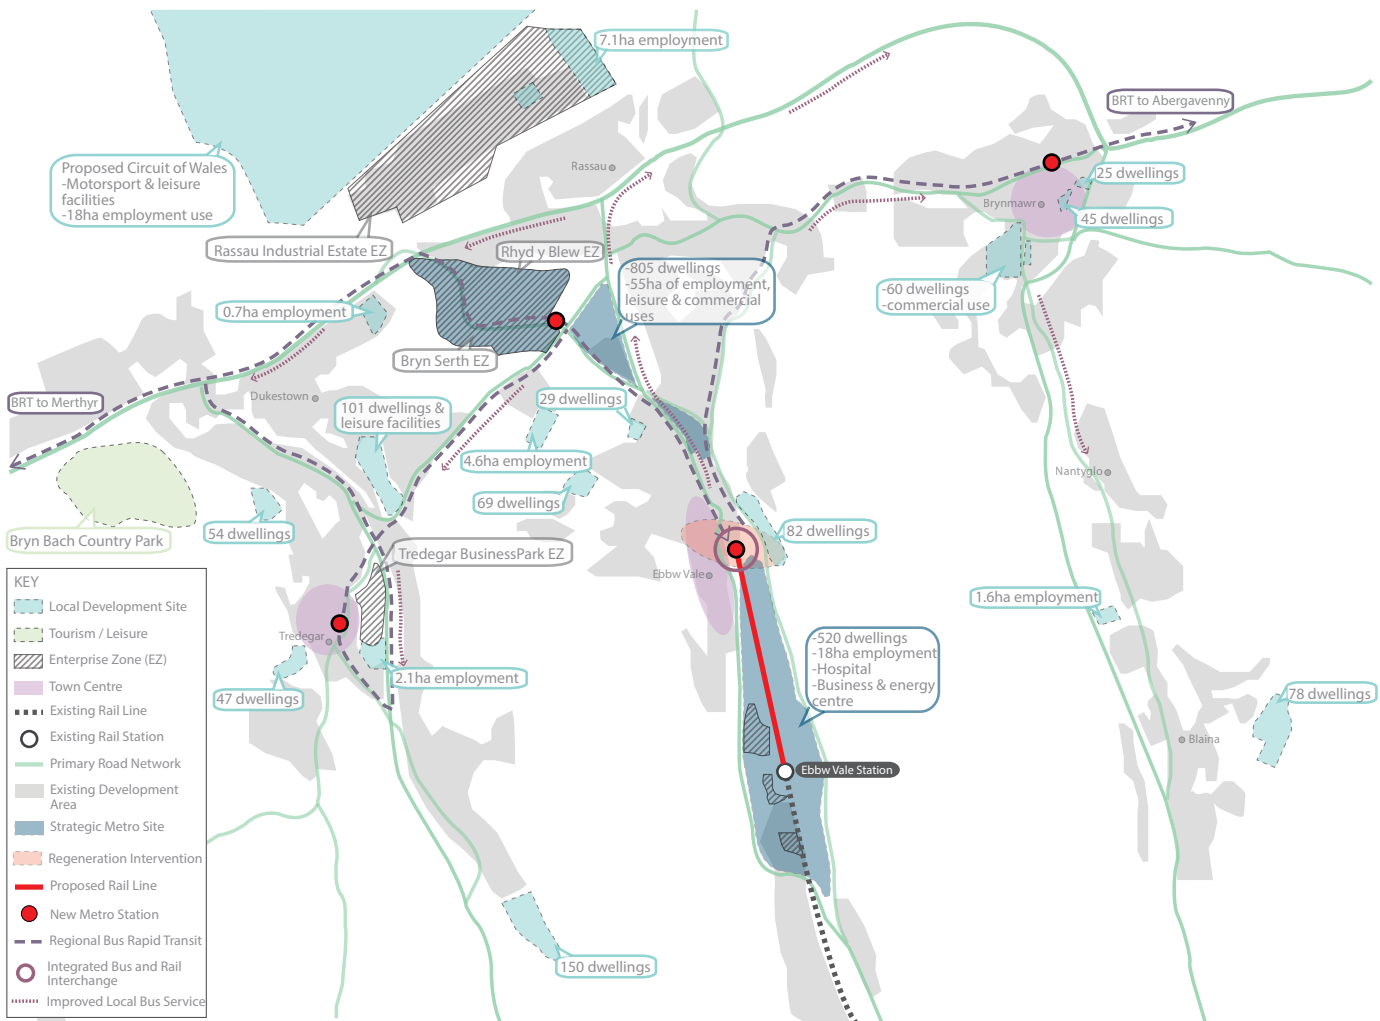 7.1ha employment
BRT to Abergavenny
Proposed Circuit of Wales
-Motorsport & leisure
facilities
-18ha employment use
Rassau
25 dwellings
Brynmawr
45 dwellings
Rassau Industrial Estate EZ
Rhyd y Blew EZ
-805 dwellings
-55ha of employment,
leisure & commercial
uses
-60 dwellings
-commercial use
0.7ha employment
Bryn Serth EZ
BRT to Merthyr
Dukestown
101 dwellings &
leisure facilities
29 dwellings
4.6ha employment
Nantyglo
69 dwellings
54 dwellings
Bryn Bach Country Park
82 dwellings
Tredegar BusinessPark EZ
Ebbw Vale
1.6ha employment
Tredegar
-520 dwellings
-18ha employment
-Hospital
-Business & energy
centre
2.1ha employment
47 dwellings
78 dwellings
Blaina
Ebbw Vale Station
150 dwellings
KEY
Local Development Site
Tourism / Leisure
Enterprise Zone (EZ)
Town Centre
Existing Rail Line
Existing Rail Station
Primary Road Network
Existing Development
Area
Strategic Metro Site
Regeneration Intervention
Proposed Rail Line
New Metro Station
Regional Bus Rapid Transit
Integrated Bus and Rail
Interchange
Improved Local Bus Service